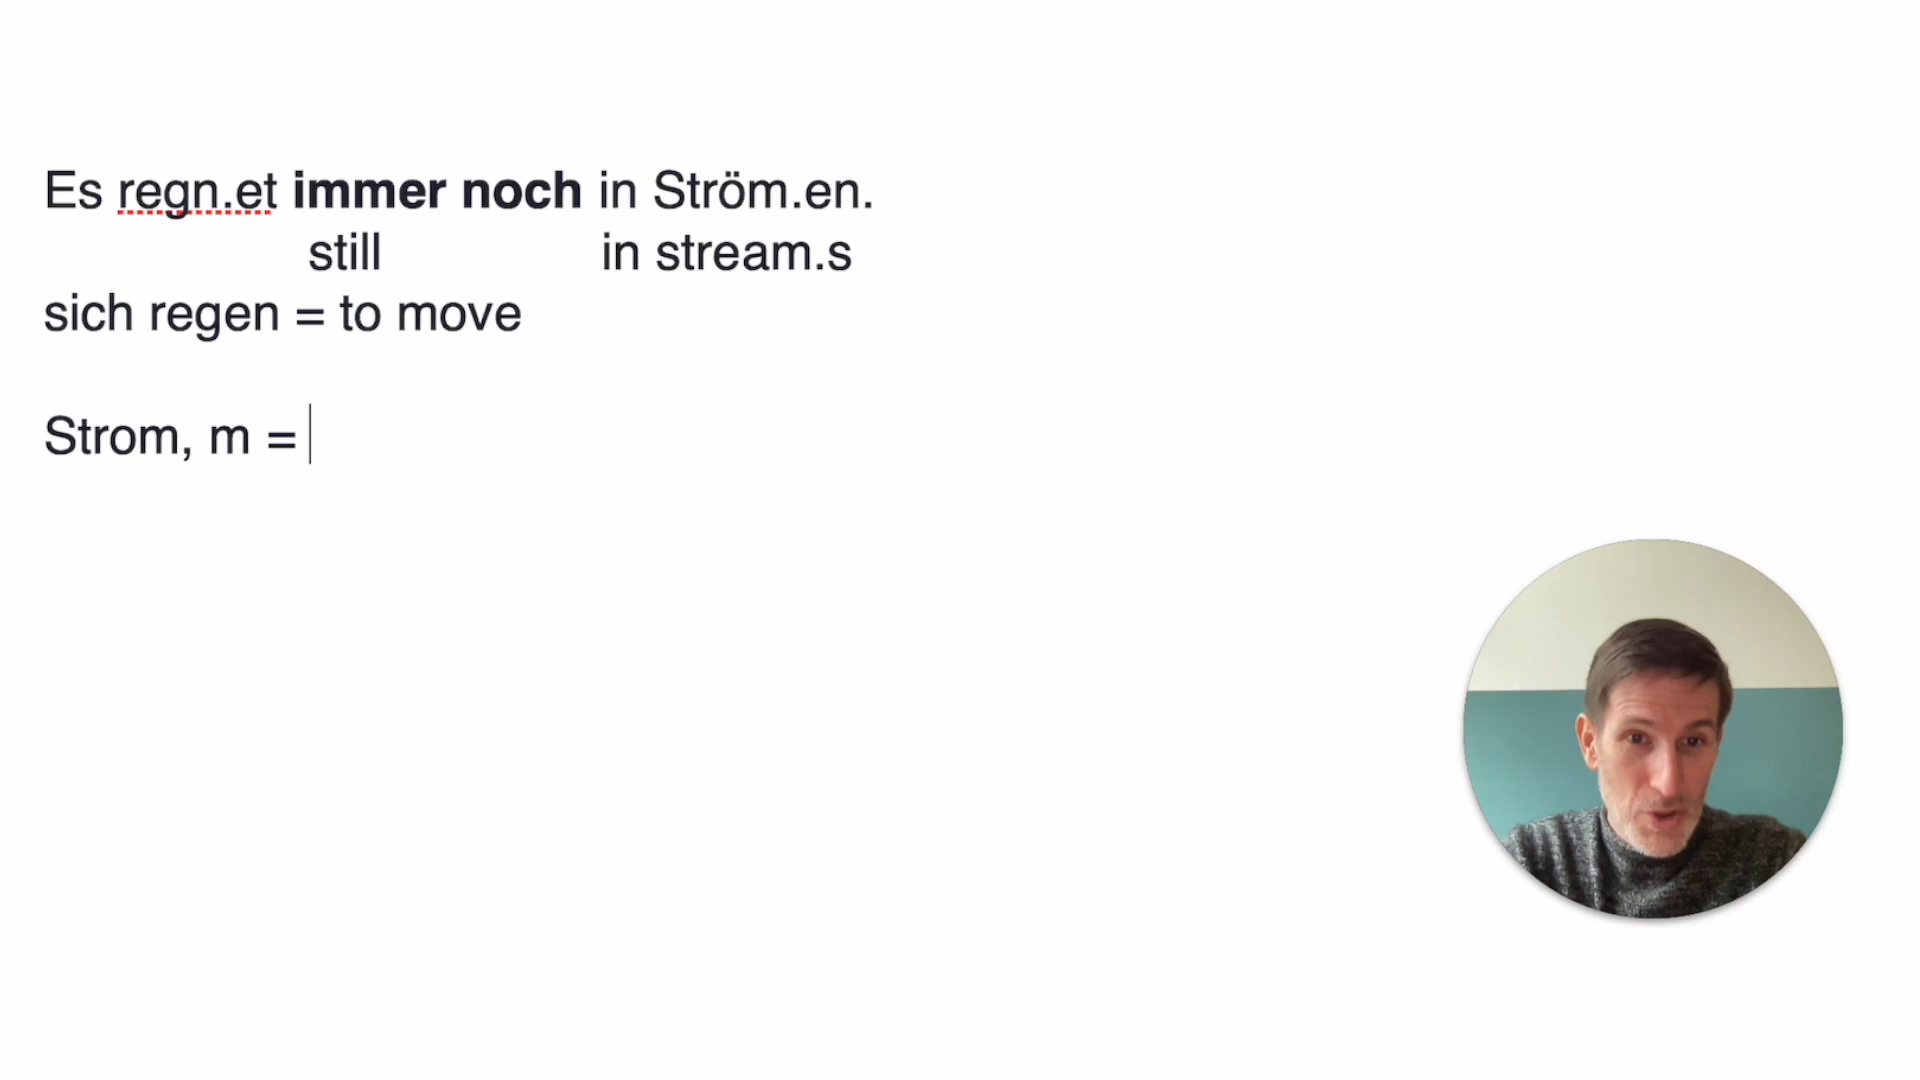 Es regn.et immer noch in Ström.en.
still in stream.s
sich regen = to move
Strom, m =